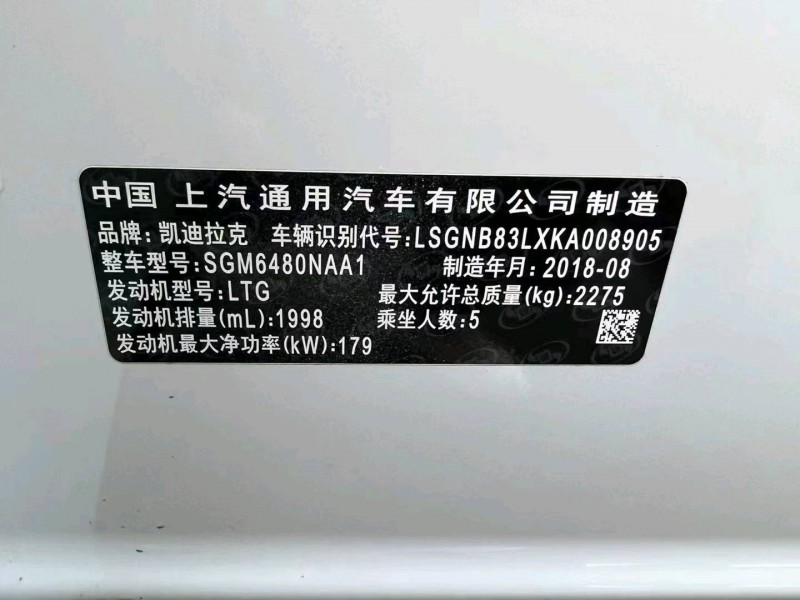 中国 上汽通用汽车有限公司制造
品牌:凯迪拉克 车辆识别代号:LSGNB83LXKA008905
整车型号:SGM6480NAA1 制造年月:2018-08
发动机型号:LTG 最大允许总质量(kg):2275
发动机排量(mL):1998 乘坐人数:5
发动机最大净功率(kW):179